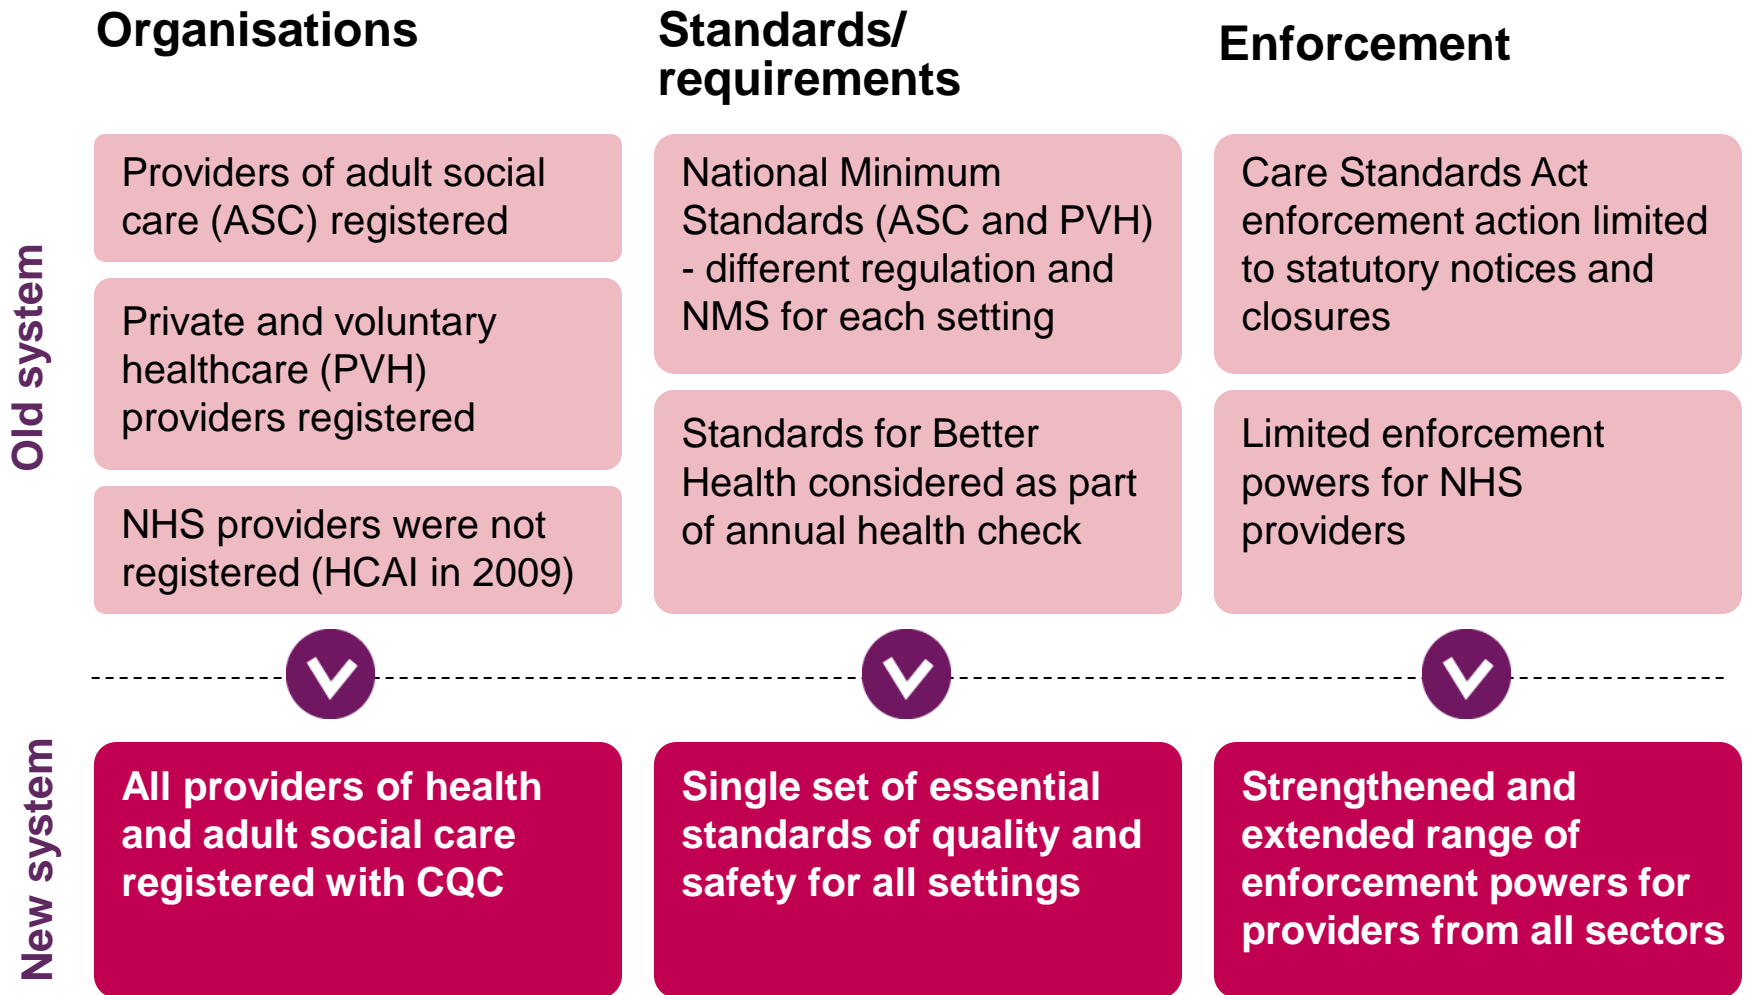 Organisations
Standards/
requirements
Enforcement
Old system
Providers of adult social
care (ASC) registered
Private and voluntary
healthcare (PVH)
providers registered
NHS providers were not
registered (HCAI in 2009)
National Minimum
Standards (ASC and PVH)
- different regulation and
NMS for each setting
Standards for Better
Health considered as part
of annual health check
Care Standards Act
enforcement action limited
to statutory notices and
closures
Limited enforcement
powers for NHS
providers
New system
All providers of health
and adult social care
registered with CQC
Single set of essential
standards of quality and
safety for all settings
Strengthened and
extended range of
enforcement powers for
providers from all sectors